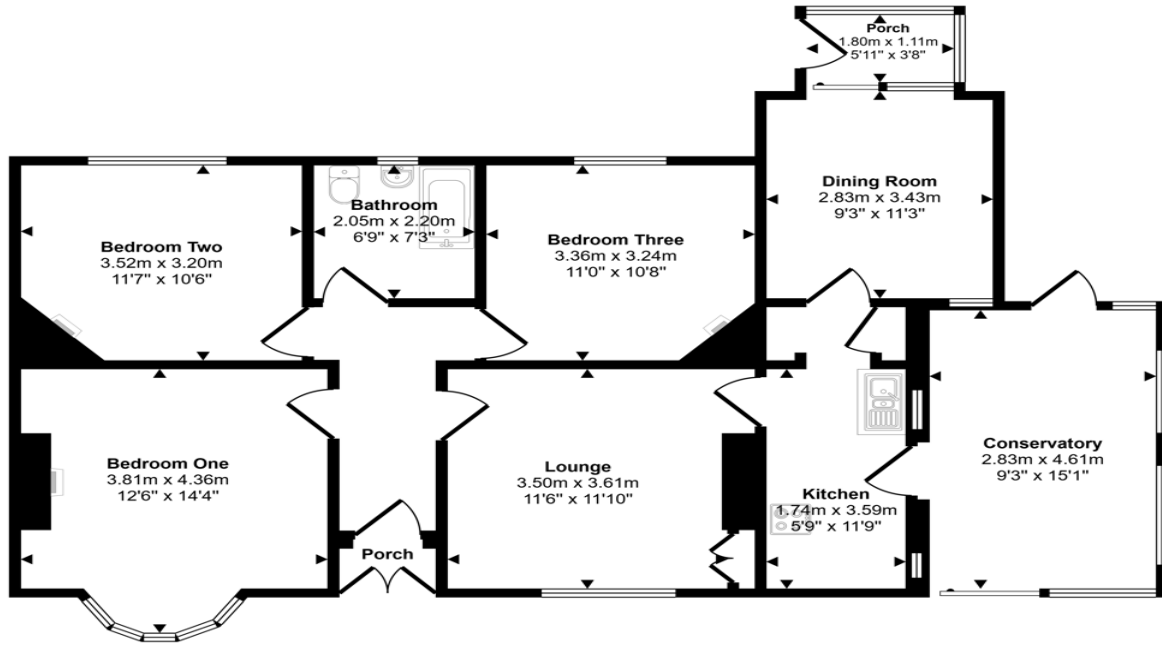 Porch
1.80m x 1.11m
5'11" x 3'8"
Dining Room
2.83m x 3.43m
9'3" x 11'3"
Bedroom Two
3.52m x 3.20m
11'7" x 10'6"
Bathroom
2.05m x 2.20m
6'9" x 7'3"
Bedroom Three
3.36m x 3.24m
11'0" x 10'8"
Bedroom One
3.81m x 4.36m
12'6" x 14'4"
Porch
Lounge
3.50m x 3.61m
11'6" x 11'10"
Kitchen
1.74m x 3.59m
5'9" x 11'9"
Conservatory
2.83m x 4.61m
9'3" x 15'1"